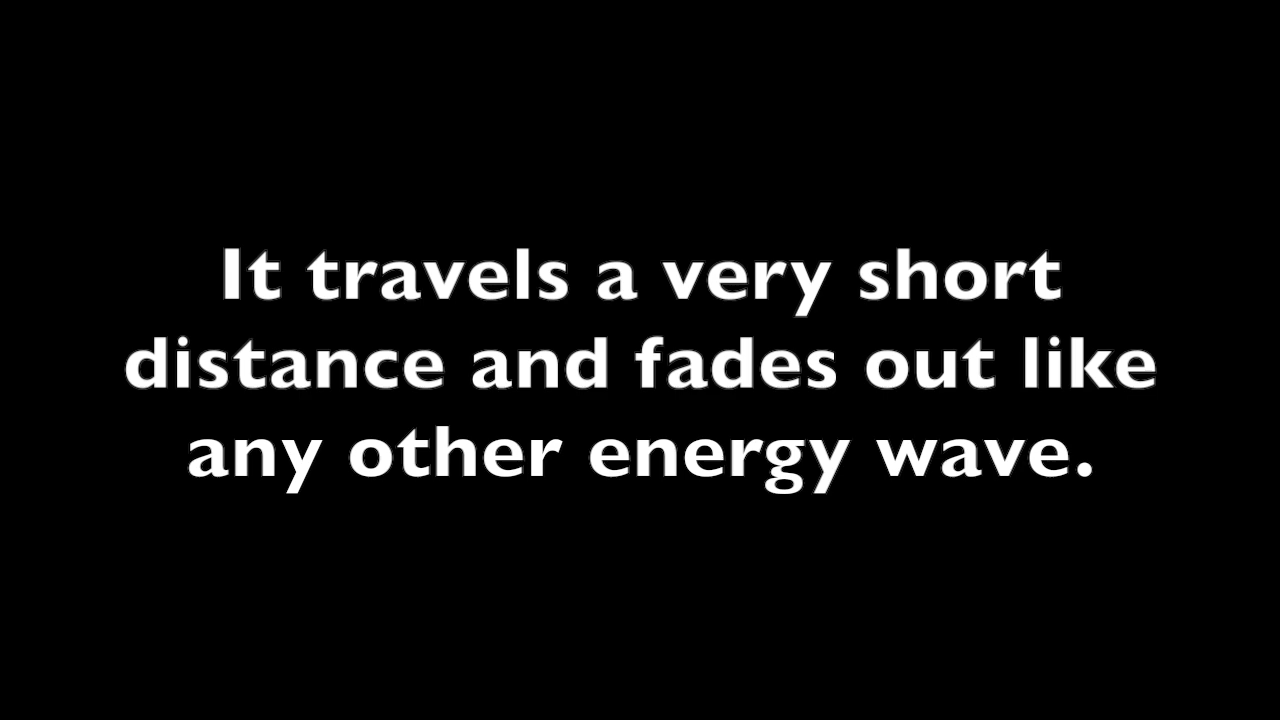 It travels a very short
distance and fades out like
any other energy wave.